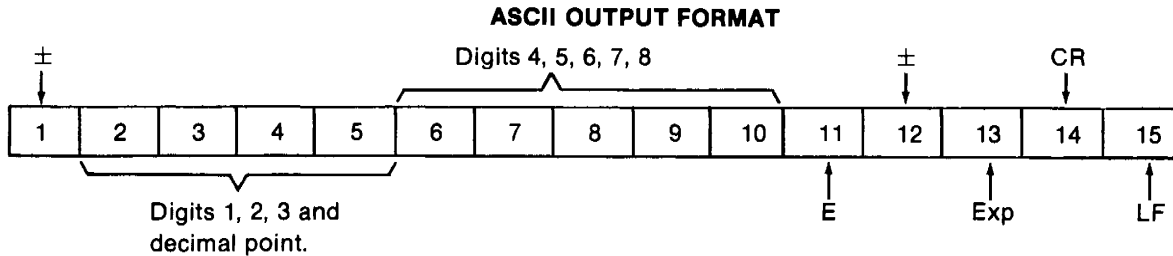 ASCII OUTPUT FORMAT
± Digits 4, 5, 6, 7, 8 ± CR
1 2 3 4 5 6 7 8 9 10 11 12 13 14 15
Digits 1, 2, 3 and
decimal point.
E Exp LF